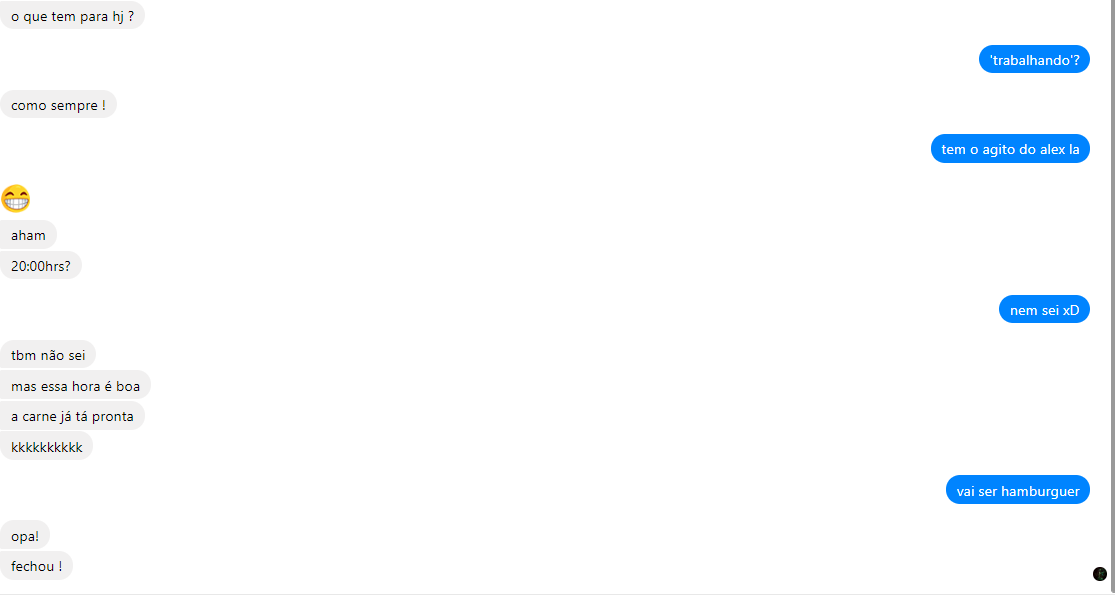 o que tem para hj ?
'trabalhando'?
como sempre !
tem o agito do alex la
aham
20:00hrs?
nem sei xD
tbm não sei
mas essa hora é boa
a carne já tá pronta
kkkkkkkkkk
vai ser hamburguer
opa!
fechou !